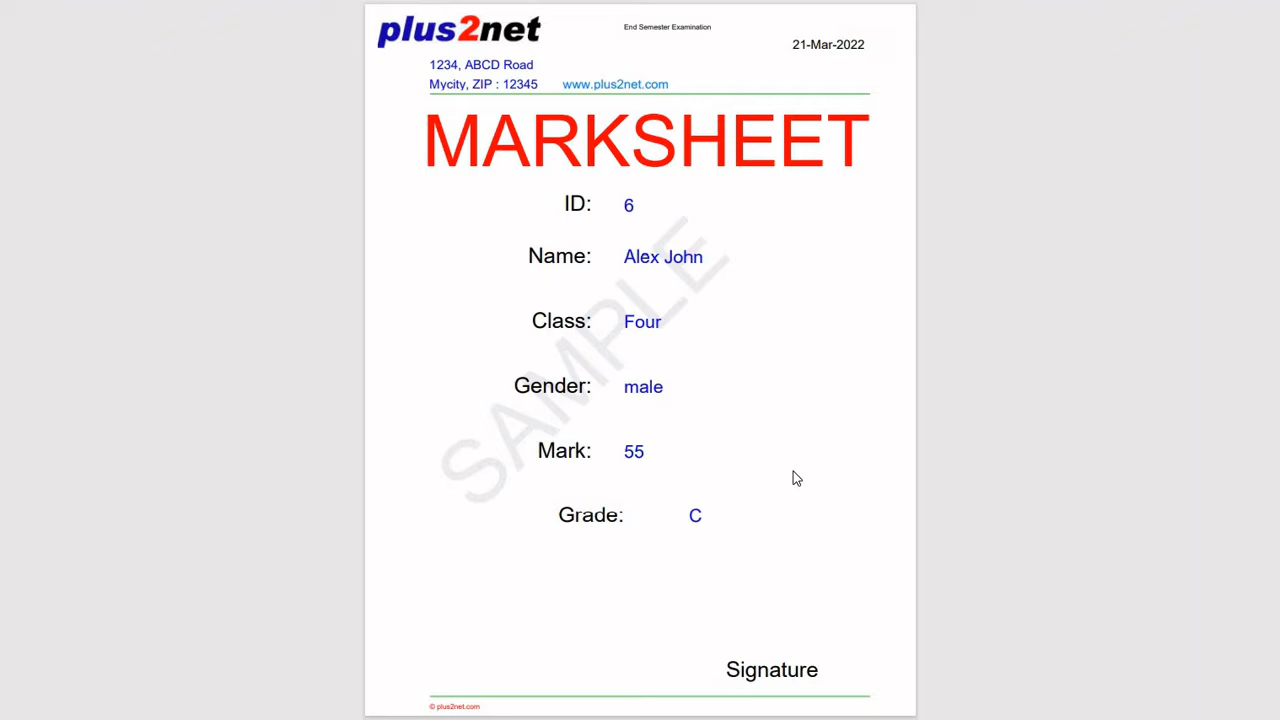 plus2net
End Semester Examination
21-Mar-2022
1234, ABCD Road
Mycity, ZIP : 12345 www.plus2net.com
MARKSHEET
ID: 6
Name: Alex John
Class: Four
Gender: male
Mark: 55
Grade: C
SAMPLE
Signature
© plus2net.com